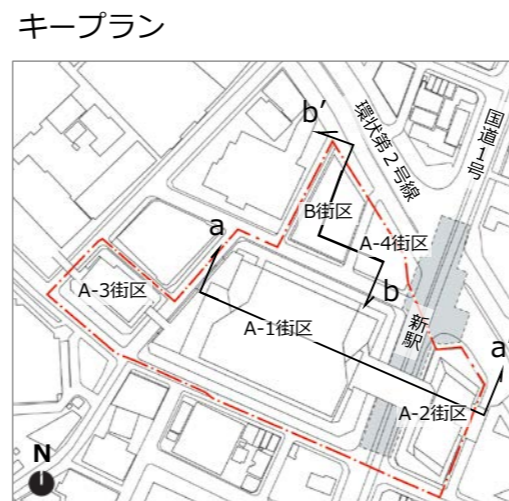 キープラン
b’
環状第2号線
国道1号
B街区
a
A-4街区
A-3街区
b
A-1街区
新駅
a'
A-2街区
N